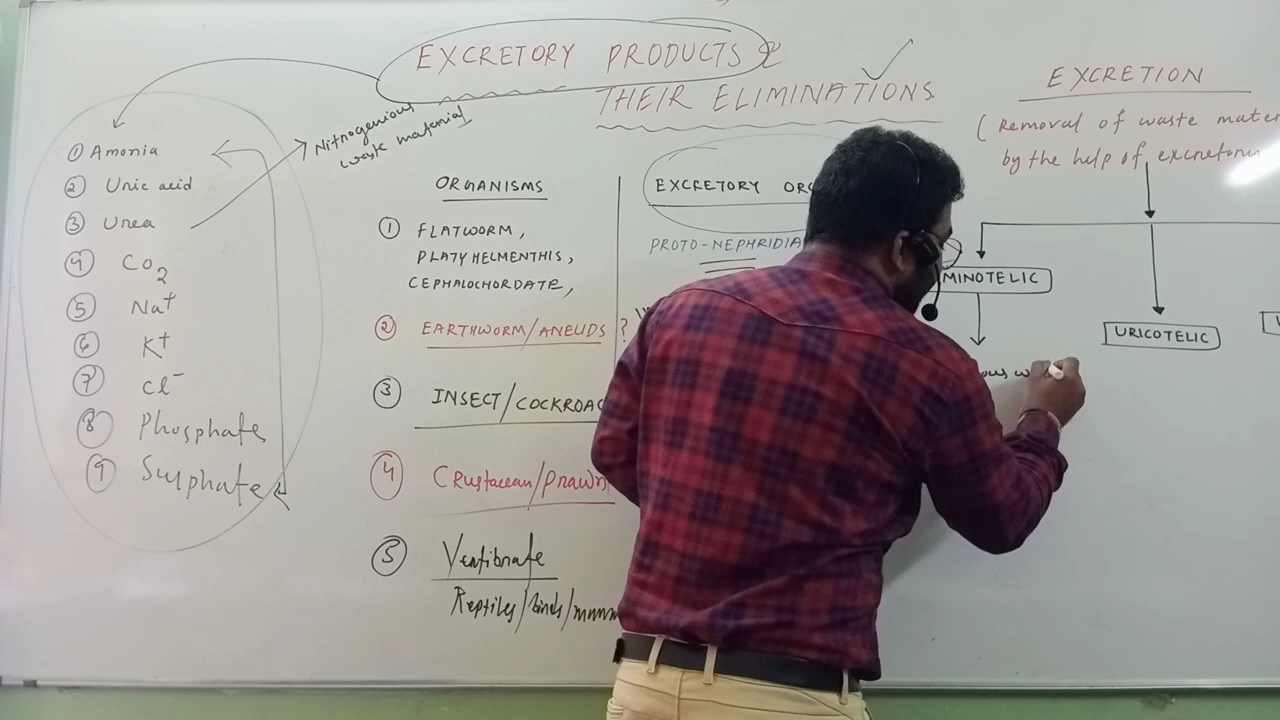 EXCRETORY PRODUCTS &
THEIR ELIMINATIONS.
Nitrogenious
waste material
① Amonia
② Uric acid
③ Urea
④ CO2
⑤ Na+
⑥ K+
⑦ Cl-
⑧ Phosphate
⑨ Sulphate
ORGANISMS
① FLATWORM,
PLATYHELMENTHIS,
CEPHALOCHORDATE,
② EARTHWORM/ANELIDS ?
③ INSECT/COCKROAC
④ Crustacean/prawns
⑤ Vertibrate
Reptiles/birds/mamm
EXCRETORY OR
PROTO-NEPHRIDIA
EXCRETION
(Removal of waste mater
by the help of excretory
MINOTELIC
ous w
URICOTELIC